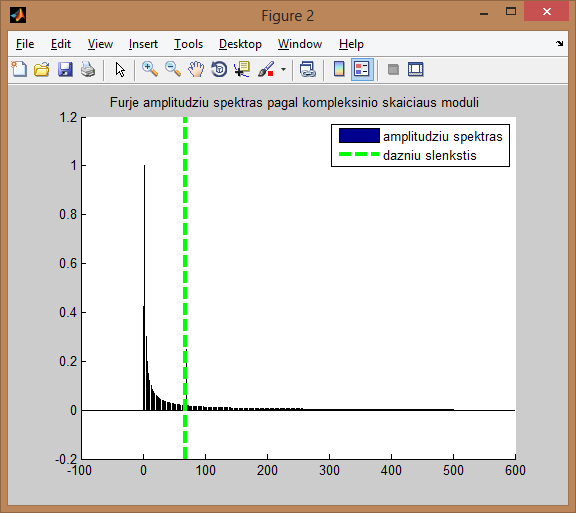 Figure 2
File Edit View Insert Tools Desktop Window Help
Furje amplitudziu spektras pagal kompleksinio skaiciaus moduli
1.2
amplitudziu spektras
dazniu slenkstis
1
0.8
0.6
0.4
0.2
0
-0.2
-100 0 100 200 300 400 500 600